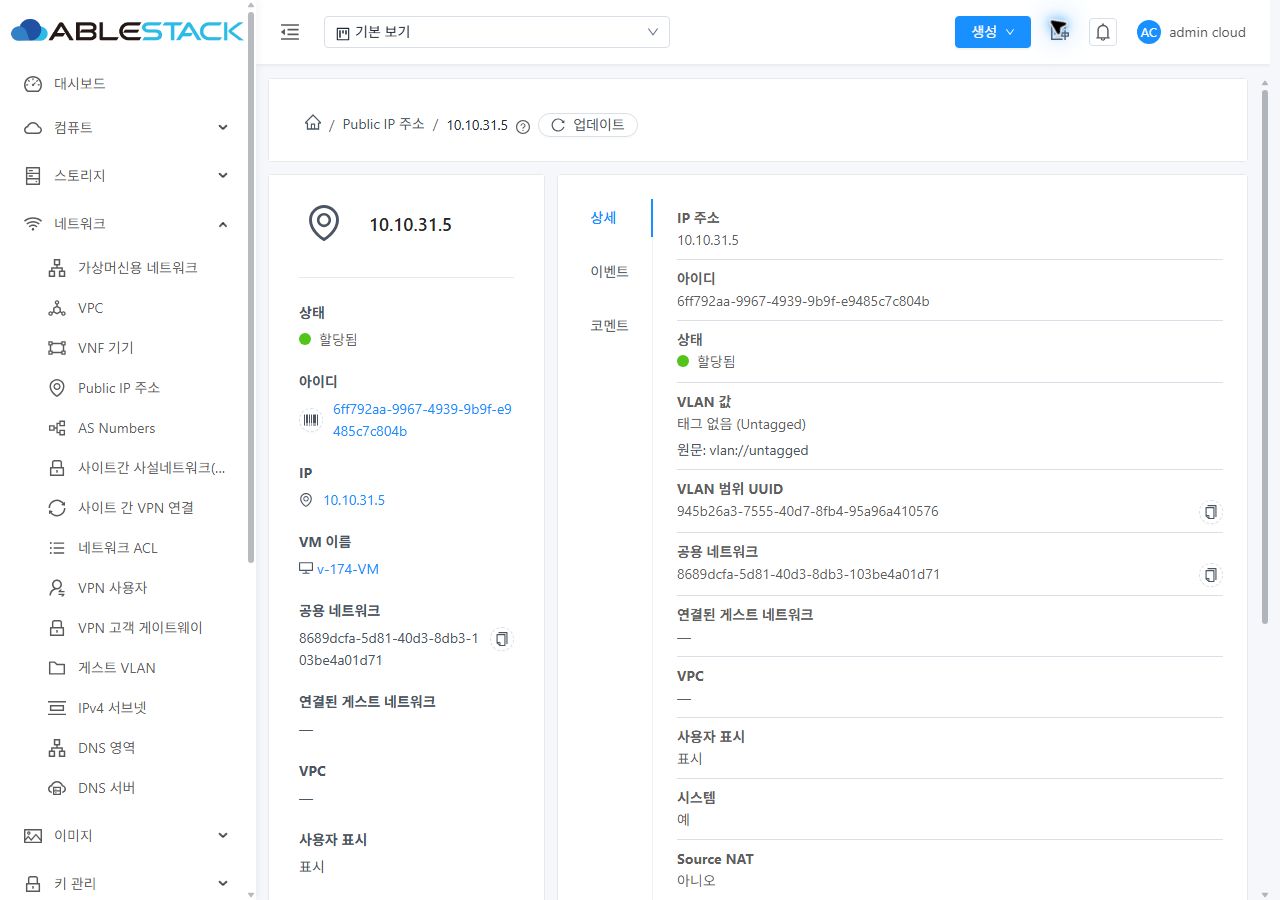 ABLESTACK
기본 보기
생성
AC admin cloud
대시보드
컴퓨트
스토리지
네트워크
가상머신용 네트워크
VPC
VNF 기기
Public IP 주소
AS Numbers
사이트간 사설네트워크(...
사이트 간 VPN 연결
네트워크 ACL
VPN 사용자
VPN 고객 게이트웨이
게스트 VLAN
IPv4 서브넷
DNS 영역
DNS 서버
이미지
키 관리
/ Public IP 주소 / 10.10.31.5 업데이트
10.10.31.5
상태
할당됨
아이디
6ff792aa-9967-4939-9b9f-e9
485c7c804b
IP
10.10.31.5
VM 이름
v-174-VM
공용 네트워크
8689dcfa-5d81-40d3-8db3-1
03be4a01d71
연결된 게스트 네트워크
—
VPC
—
사용자 표시
표시
상세
이벤트
코멘트
IP 주소
10.10.31.5
아이디
6ff792aa-9967-4939-9b9f-e9485c7c804b
상태
할당됨
VLAN 값
태그 없음 (Untagged)
원문: vlan://untagged
VLAN 범위 UUID
945b26a3-7555-40d7-8fb4-95a96a410576
공용 네트워크
8689dcfa-5d81-40d3-8db3-103be4a01d71
연결된 게스트 네트워크
—
VPC
—
사용자 표시
표시
시스템
예
Source NAT
아니오